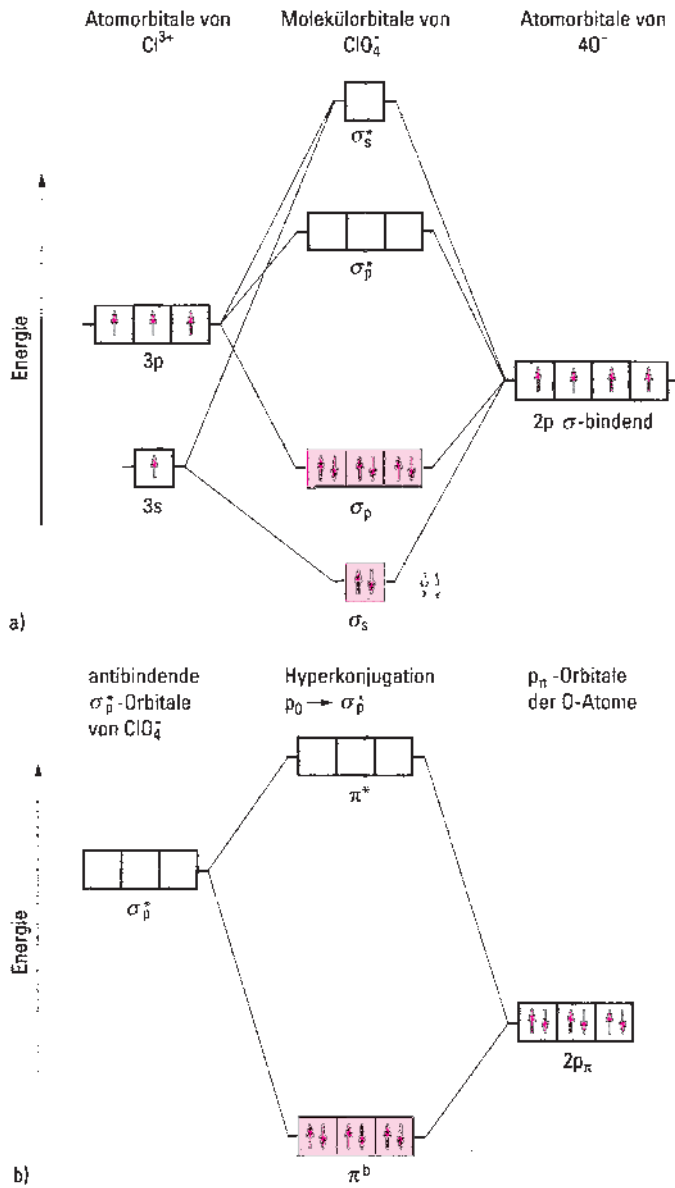 Atomorbitale von Cl³⁺
Molekülorbitale von ClO₄⁻
Atomorbitale von 4O⁻
σₛ*
σₚ*
Energie
3p
2p σ-bindend
3s
σₚ
σₛ
a)
antibindende
σₚ*-Orbitale
von ClO₄⁻
Hyperkonjugation
σₚ*
pπ-Orbitale
der O-Atome
π*
Energie
σₚ*
2pπ
πᵇ
b)